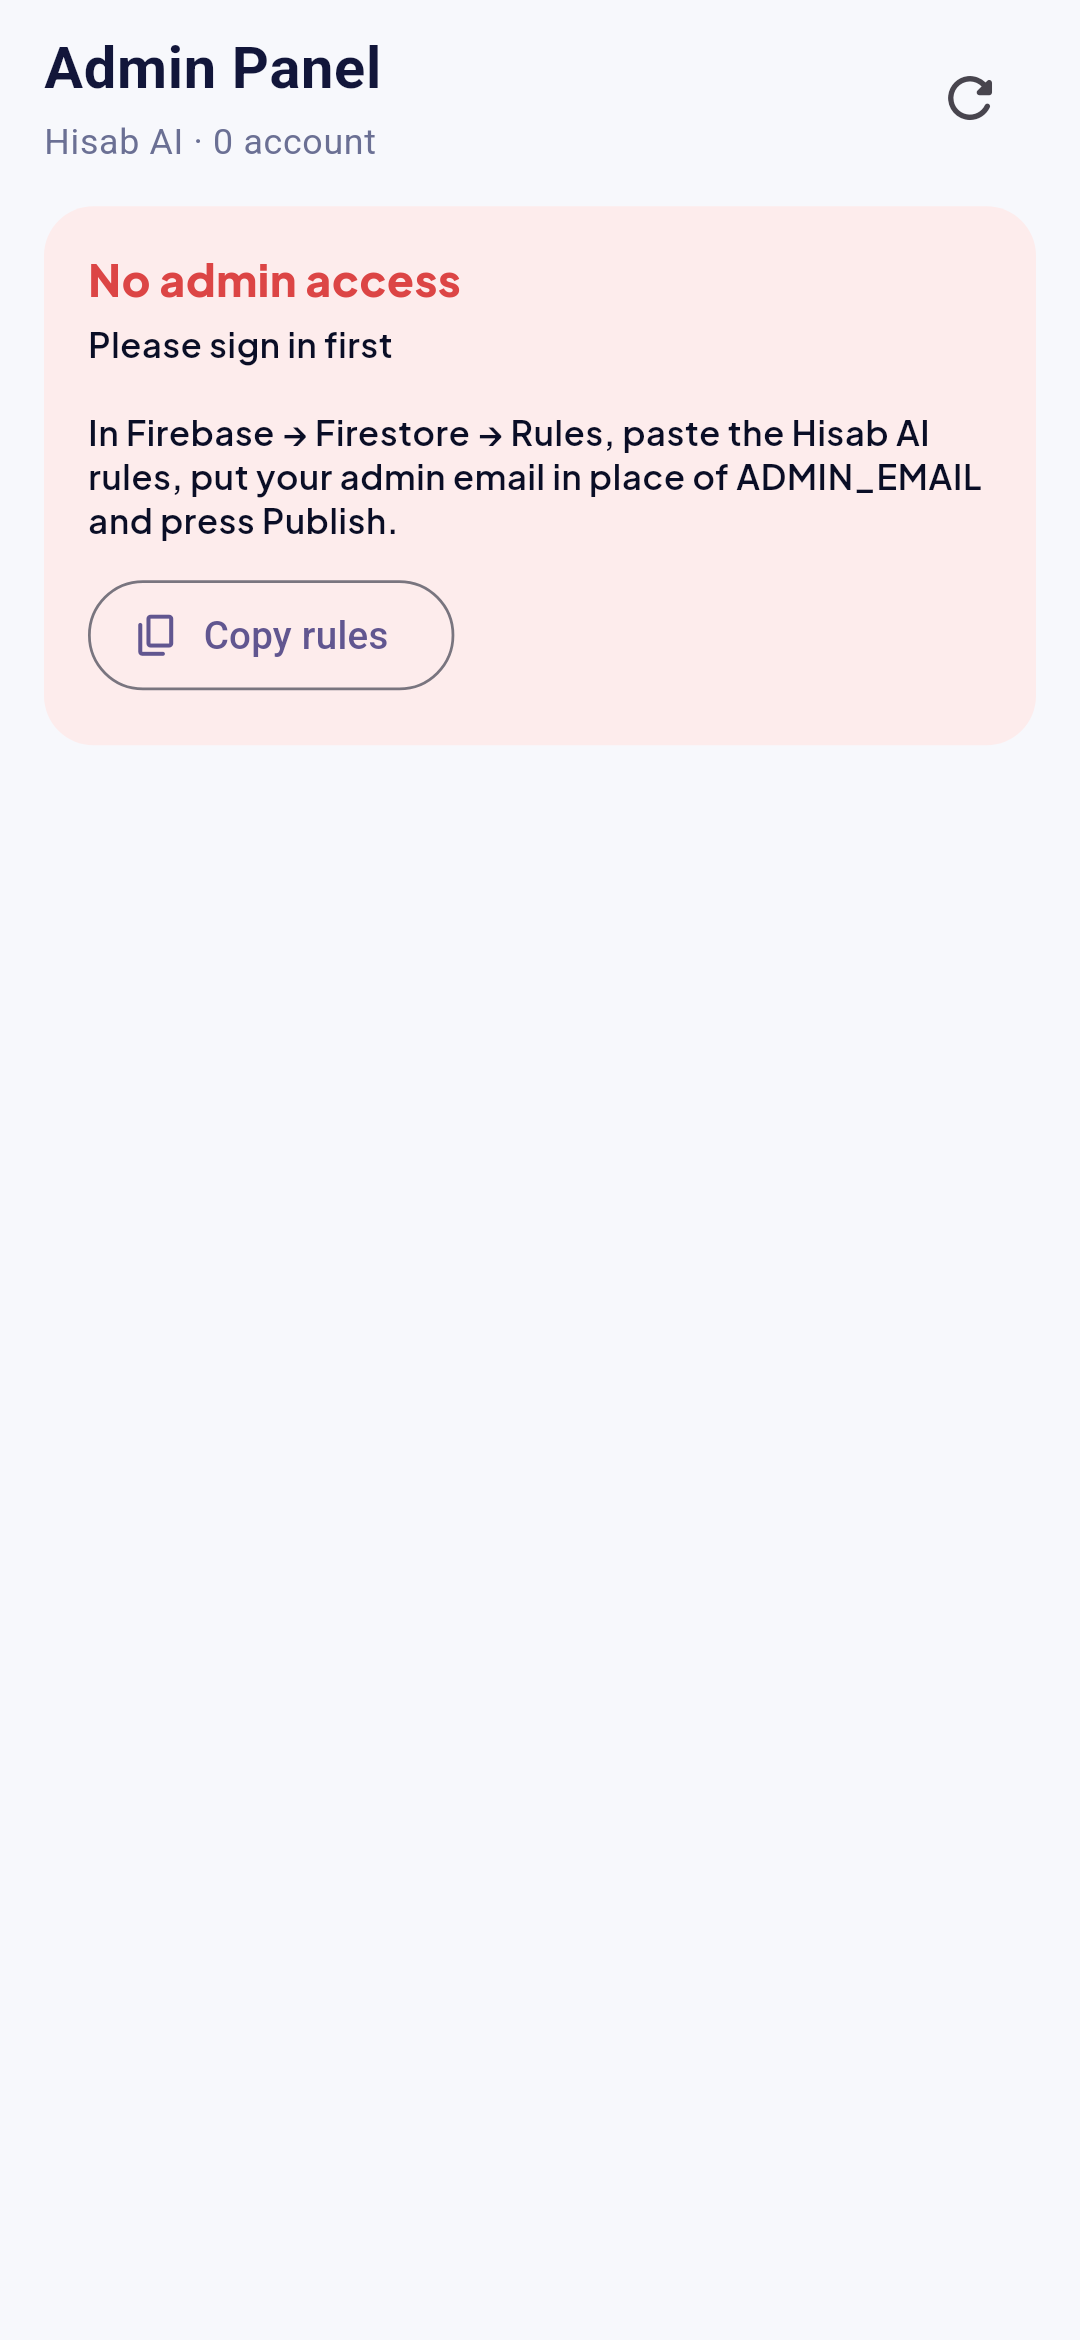 Admin Panel
Hisab AI · 0 account
No admin access
Please sign in first
In Firebase → Firestore → Rules, paste the Hisab AI
rules, put your admin email in place of ADMIN_EMAIL
and press Publish.
Copy rules